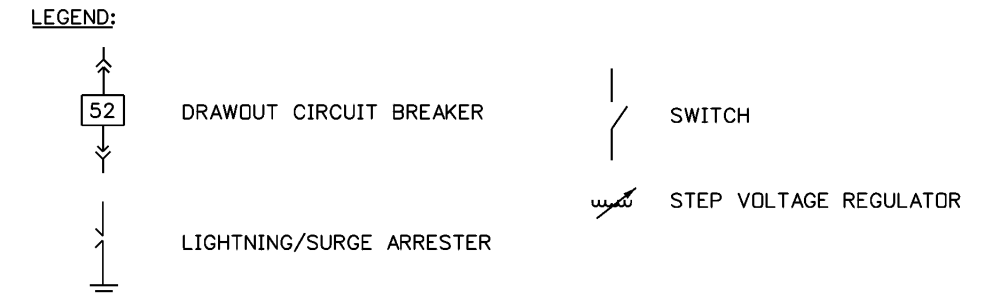 LEGEND:
52
DRAWOUT CIRCUIT BREAKER
SWITCH
STEP VOLTAGE REGULATOR
LIGHTNING/SURGE ARRESTER